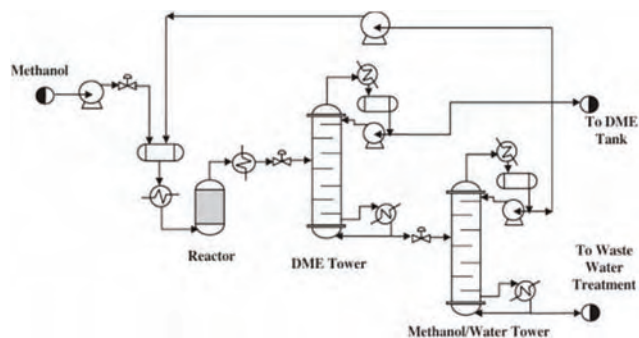 Methanol
To DME
Tank
Reactor
DME Tower
To Waste
Water
Treatment
Methanol/Water Tower